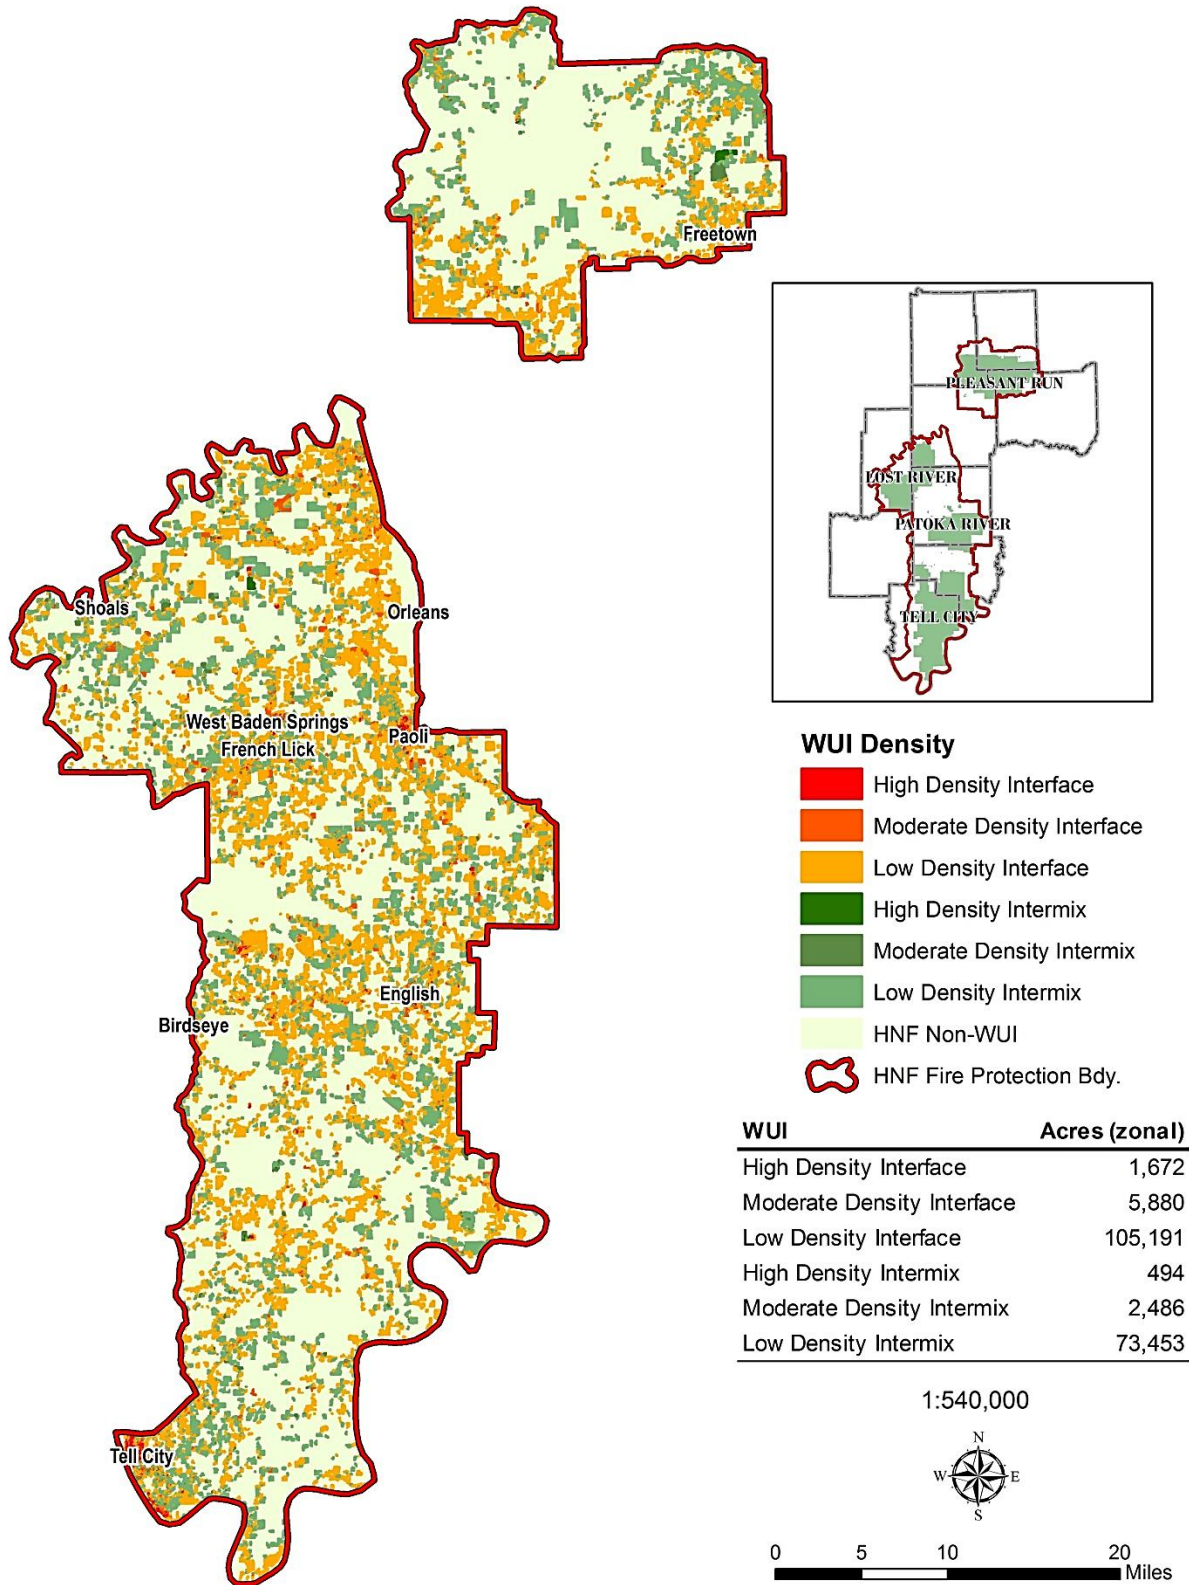 Freetown
Shoals
Orleans
West Baden Springs
French Lick
Paoli
English
Birdseye
Tell City
PLEASANT RUN
LOST RIVER
PATOKA RIVER
TELL CITY
WUI Density
High Density Interface
Moderate Density Interface
Low Density Interface
High Density Intermix
Moderate Density Intermix
Low Density Intermix
HNF Non-WUI
HNF Fire Protection Bdy.
WUI Acres (zonal)
High Density Interface 1,672
Moderate Density Interface 5,880
Low Density Interface 105,191
High Density Intermix 494
Moderate Density Intermix 2,486
Low Density Intermix 73,453
1:540,000
N
W E
S
0 5 10 20
Miles